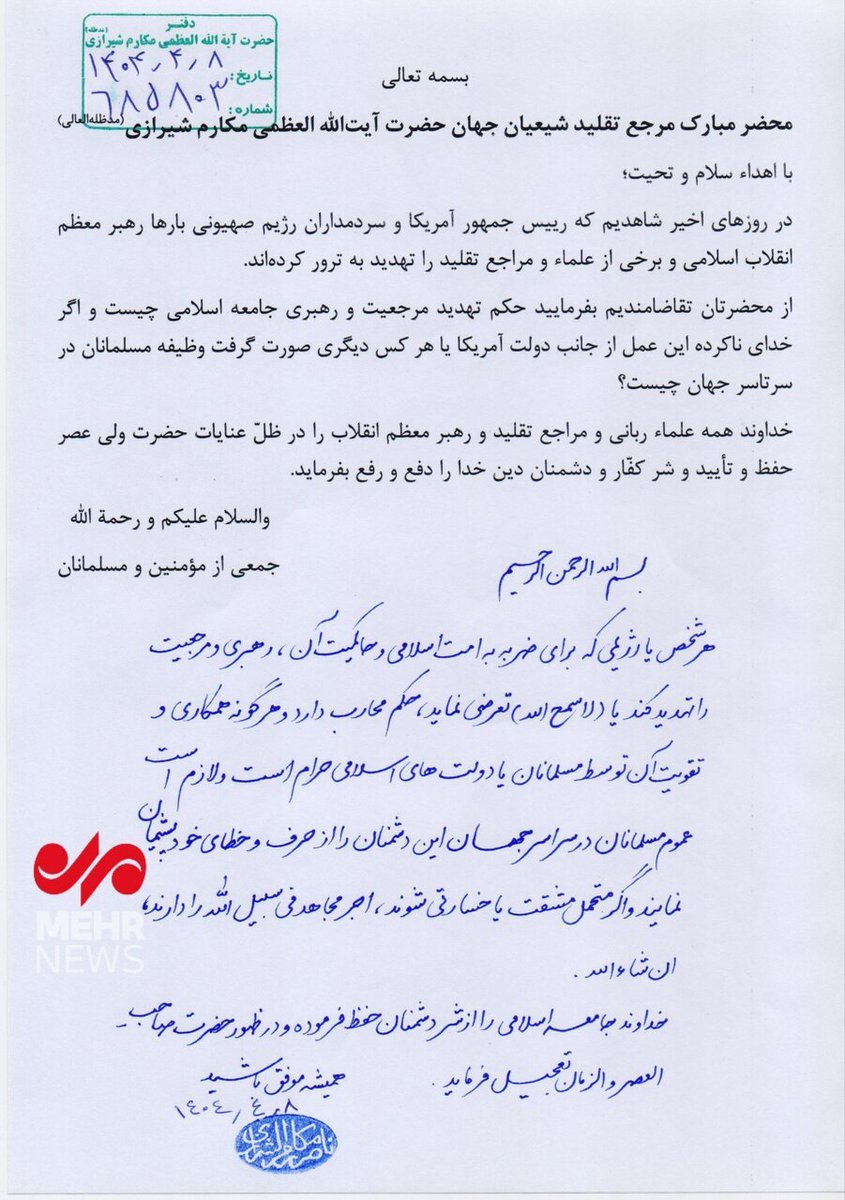 دفتر
حضرت آیة الله العظمی مکارم شیرازی (مدظله)
تاریخ: ۱۴۰۴٫۴٫۸
شماره: ۶۸۵۸۰۳
بسمه تعالی
محضر مبارک مرجع تقلید شیعیان جهان حضرت آیت‌الله العظمی مکارم شیرازی (مدظله‌العالی)
با اهداء سلام و تحیت؛
در روزهای اخیر شاهدیم که رییس جمهور آمریکا و سردمداران رژیم صهیونی بارها رهبر معظم
انقلاب اسلامی و برخی از علماء و مراجع تقلید را تهدید به ترور کرده‌اند.
از محضرتان تقاضامندیم بفرمایید حکم تهدید مرجعیت و رهبری جامعه اسلامی چیست و اگر
خدای ناکرده این عمل از جانب دولت آمریکا یا هر کس دیگری صورت گرفت وظیفه مسلمانان در
سرتاسر جهان چیست؟
خداوند همه علماء ربانی و مراجع تقلید و رهبر معظم انقلاب را در ظلّ عنایات حضرت ولی عصر
حفظ و تأیید و شر کفّار و دشمنان دین خدا را دفع و رفع بفرماید.
والسلام علیکم و رحمة الله
جمعی از مؤمنین و مسلمانان
بسم الله الرحمن الرحیم
هر شخص یا رژیمی که برای ضربه به امت اسلامی و حاکمیت آن، رهبری و مرجعیت
را تهدید کند یا (لا سمح الله) تعرضی نماید، حکم محارب دارد و هرگونه همکاری و
تقویت آن توسط مسلمانان یا دولت های اسلامی حرام است و لازم است
عموم مسلمانان در سراسر جهان این دشمنان را از حرف و خطای خود پشیمان
نمایند و اگر متحمل مشقت یا خسارتی شوند، اجر مجاهد فی سبیل الله را دارند،
ان شاء الله.
خداوند جامعه اسلامی را از شر دشمنان حفظ فرموده و در ظهور حضرت صاحب
العصر والزمان تعجیل فرماید.
همیشه موفق باشید
۱۴۰۴٫۴٫۸
MEHR
NEWS